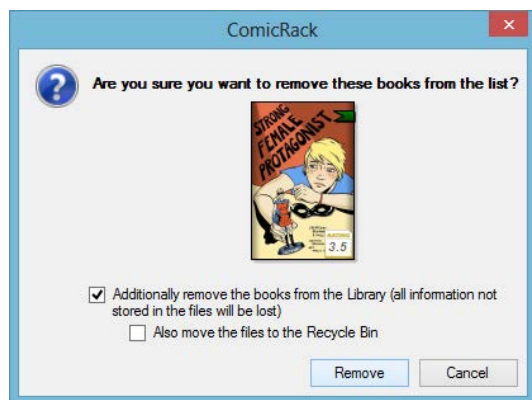 ComicRack
Are you sure you want to remove these books from the list?
STRONG
FEMALE
PROTAGONIST
3.5
Additionally remove the books from the Library (all information not
stored in the files will be lost)
Also move the files to the Recycle Bin
Remove
Cancel